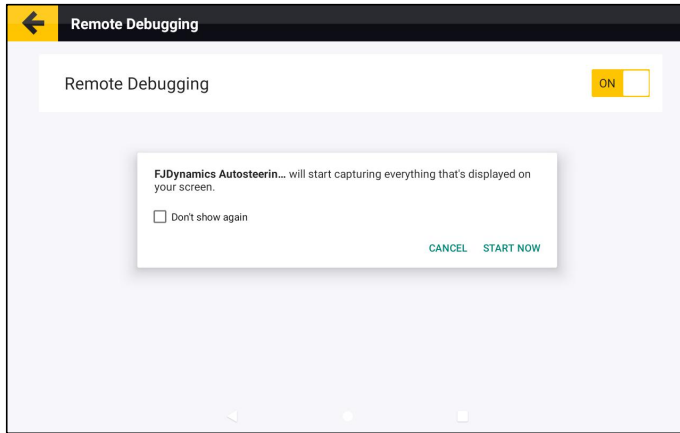 Remote Debugging
Remote Debugging
ON
FJDynamics Autosteerin... will start capturing everything that's displayed on
your screen.
Don't show again
CANCEL START NOW